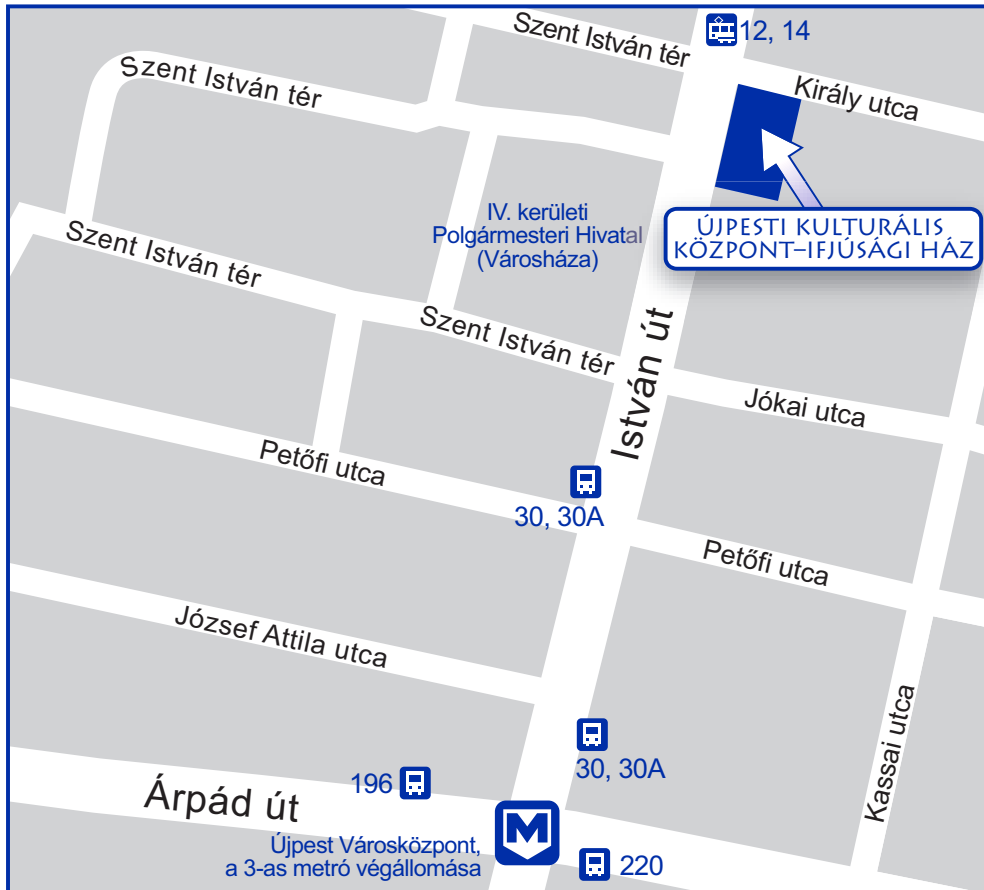 12, 14
Szent István tér
Szent István tér
Király utca
IV. kerületi
Polgármesteri Hivatal
(Városháza)
ÚJPESTI KULTURÁLIS
KÖZPONT–IFJÚSÁGI HÁZ
Szent István tér
Szent István tér
István út
Jókai utca
Petőfi utca
30, 30A
Petőfi utca
József Attila utca
Kassai utca
30, 30A
196
Árpád út
M
Újpest Városközpont,
a 3-as metró végállomása
220